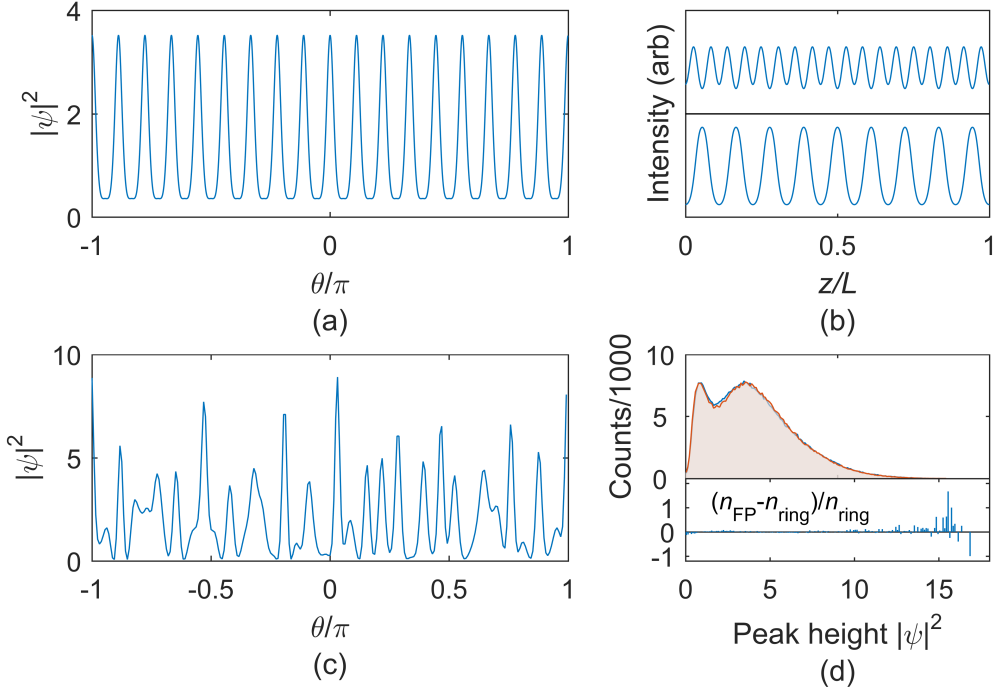 4
2
0
|ψ|²
-1
0
1
θ/π
(a)
Intensity (arb)
0
0.5
1
z/L
(b)
10
5
0
|ψ|²
-1
-0.5
0
0.5
1
θ/π
(c)
10
5
0
Counts/1000
(n_FP-n_ring)/n_ring
1
0
-1
0
5
10
15
Peak height |ψ|²
(d)